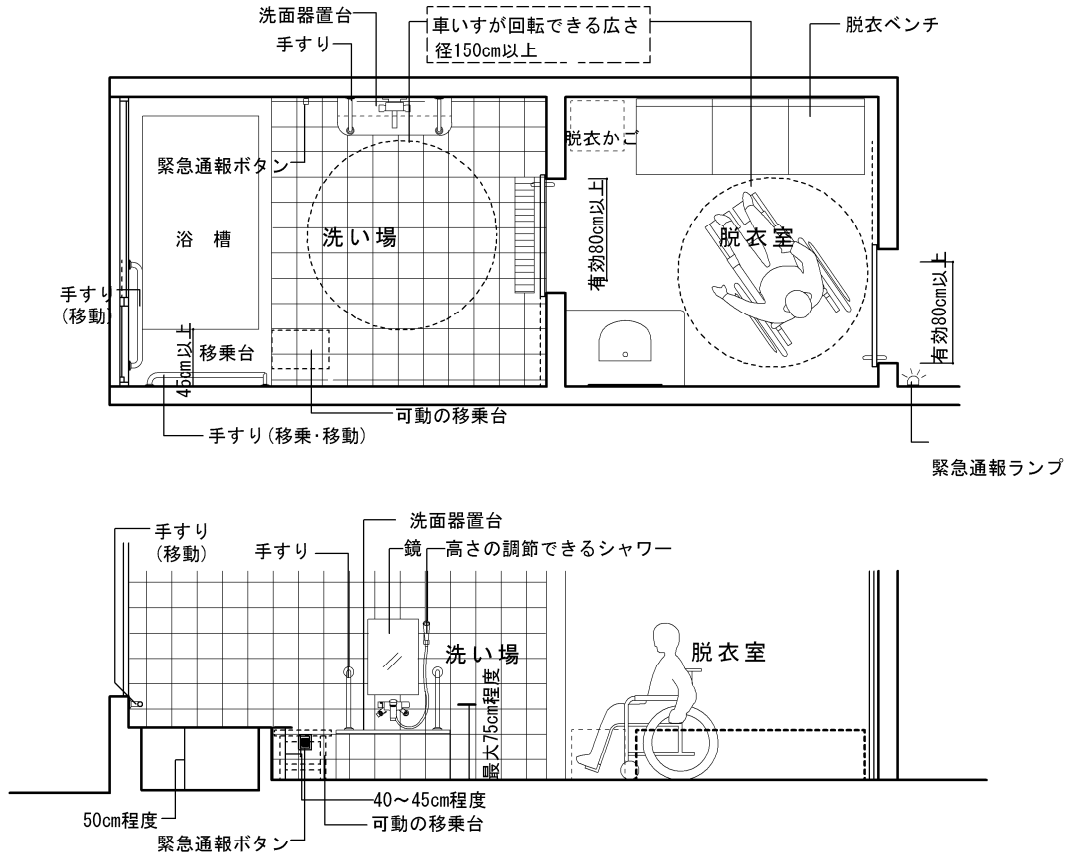 洗面器置台
手すり
車いすが回転できる広さ
径150cm以上
脱衣ベンチ
脱衣かご
緊急通報ボタン
浴 槽
洗い場
脱衣室
有効80cm以上
有効80cm以上
手すり
(移動)
45cm以上
移乗台
可動の移乗台
手すり(移乗・移動)
緊急通報ランプ
洗面器置台
手すり
(移動)
手すり
鏡
高さの調節できるシャワー
洗い場
脱衣室
最大75cm程度
40～45cm程度
50cm程度
可動の移乗台
緊急通報ボタン